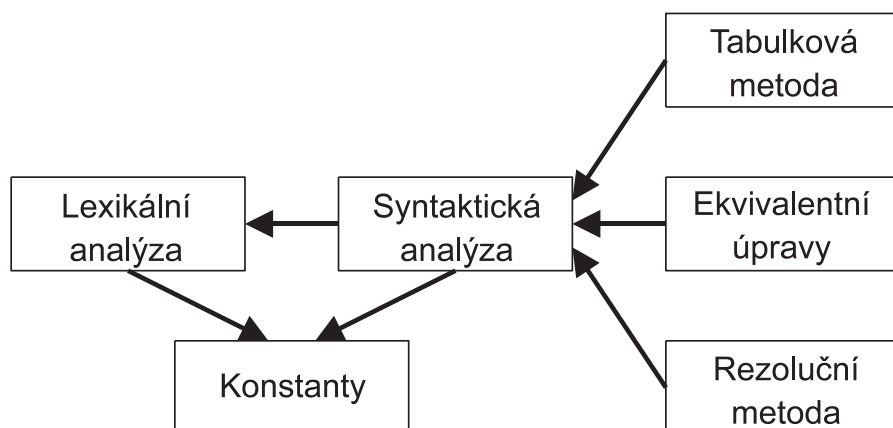 Tabulková
metoda
Lexikální
analýza
Syntaktická
analýza
Ekvivalentní
úpravy
Konstanty
Rezoluční
metoda